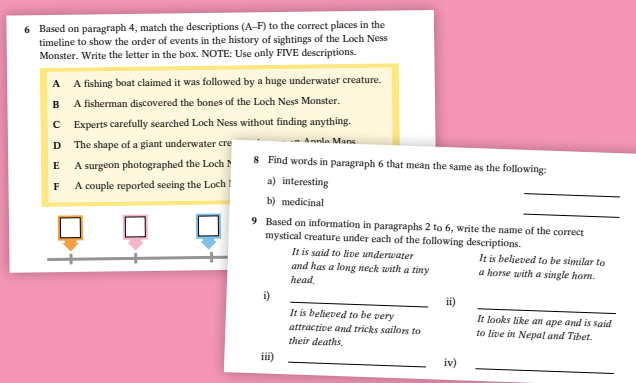 6 Based on paragraph 4, match the descriptions (A–F) to the correct places in the
timeline to show the order of events in the history of sightings of the Loch Ness
Monster. Write the letter in the box. NOTE: Use only FIVE descriptions.
A A fishing boat claimed it was followed by a huge underwater creature.
B A fisherman discovered the bones of the Loch Ness Monster.
C Experts carefully searched Loch Ness without finding anything.
D The shape of a giant underwater Apple Maps
E A surgeon photographed the Loch
F A couple reported seeing the Loch
8 Find words in paragraph 6 that mean the same as the following:
a) interesting
b) medicinal
9 Based on information in paragraphs 2 to 6, write the name of the correct
mystical creature under each of the following descriptions.
It is said to live underwater
and has a long neck with a tiny
head.
i)
It is believed to be similar to
a horse with a single horn.
ii)
It is believed to be very
attractive and tricks sailors to
their deaths.
iii)
It looks like an ape and is said
to live in Nepal and Tibet.
iv)